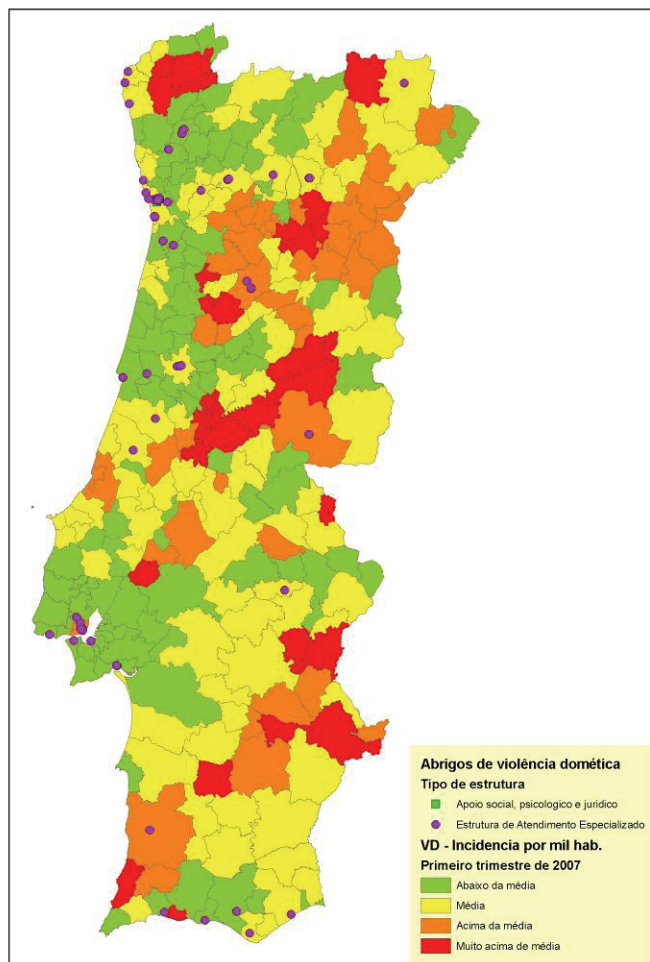 Abrigos de violência domética
Tipo de estrutura
Apoio social, psicologico e juridico
Estrutura de Atendimento Especializado
VD - Incidencia por mil hab.
Primeiro trimestre de 2007
Abaixo da média
Média
Acima da média
Muito acima de média